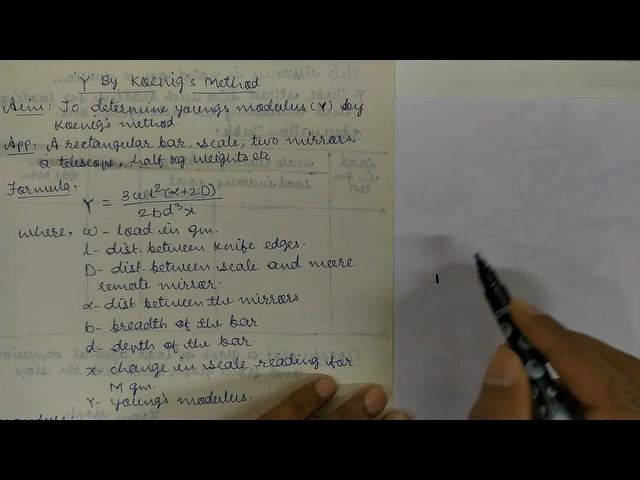 'Y' By Koenig's Method
Aim: To determine youngs modulus (Y) by
Koenig's method.
App: A rectangular bar, scale, two mirrors,
a telescope, half kg weights etc
Formula:
Y = 3wl²(α+2D) / 2bd³x
where, w - load in gm.
l - dist. between knife edges.
D - dist. between scale and more
remote mirror.
α - dist between the mirrors
b - breadth of the bar
d - depth of the bar.
x - change in scale reading for
M gm.
Y - young's modulus.